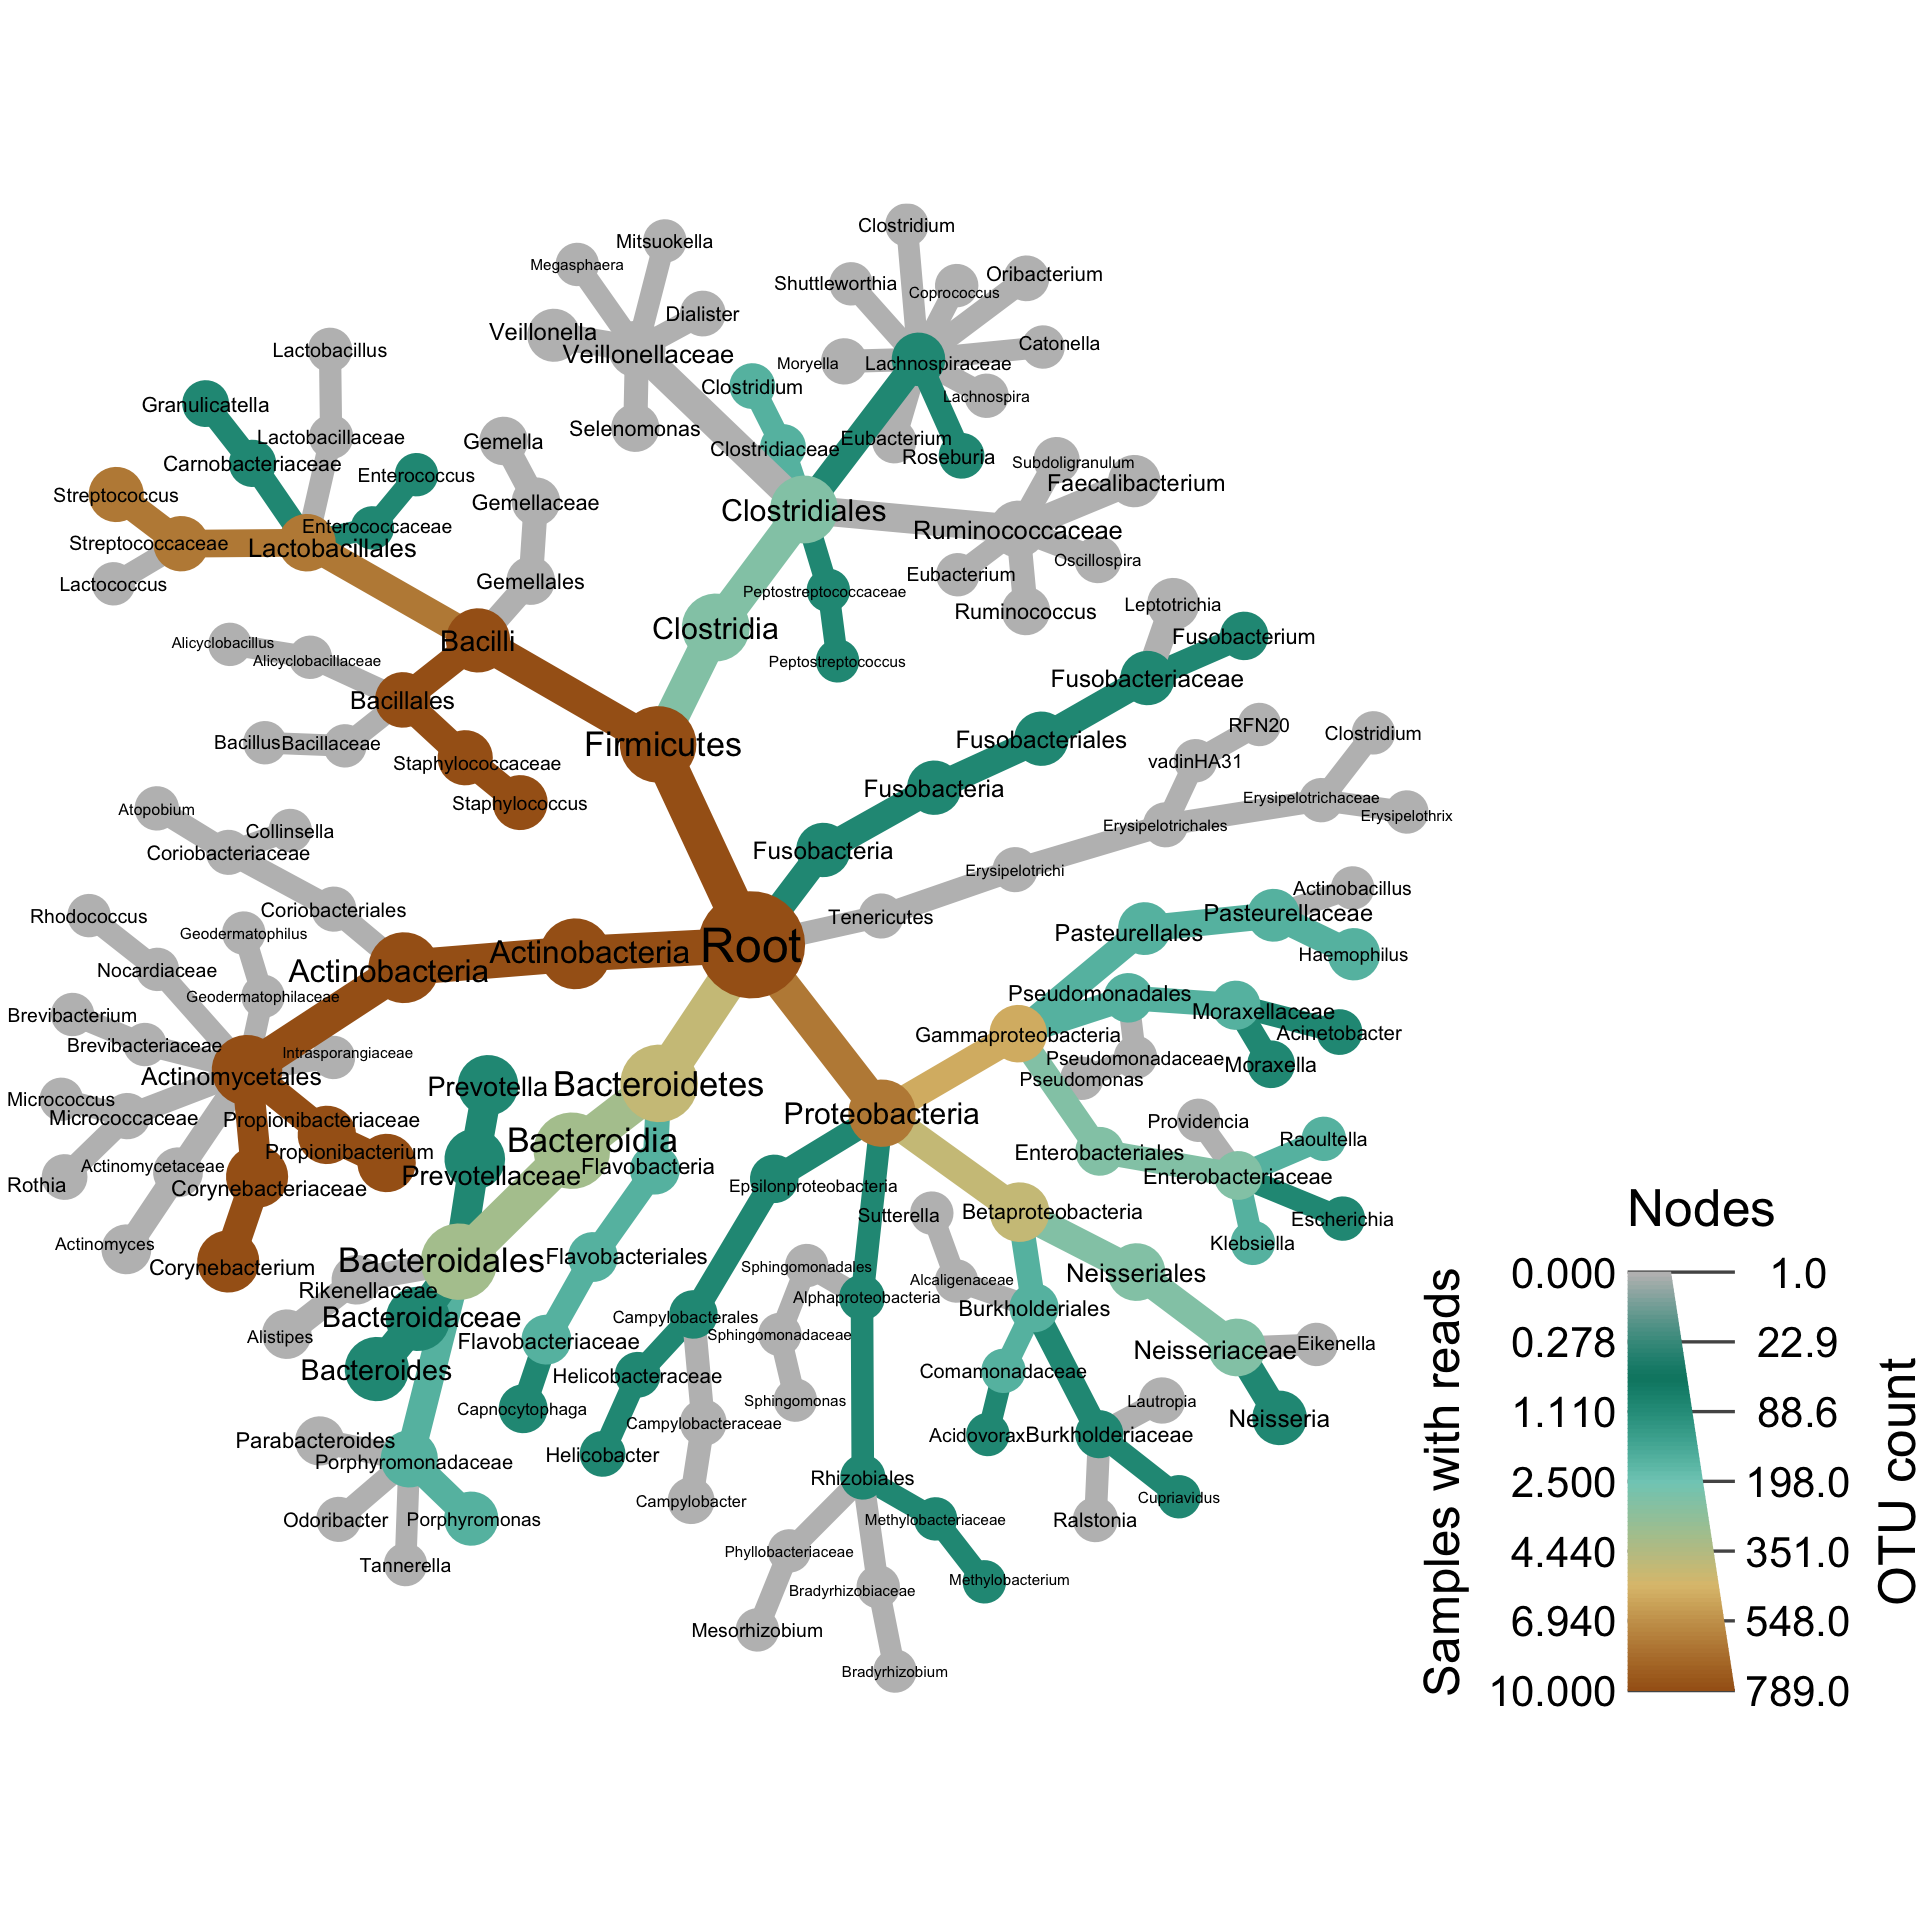 Clostridium
Mitsuokella
Megasphaera
Shuttleworthia
Coprococcus
Oribacterium
Dialister
Veillonella
Veillonellaceae
Moryella
Lachnospiraceae
Catonella
Lactobacillus
Clostridium
Lachnospira
Granulicatella
Selenomonas
Lactobacillaceae
Gemella
Clostridiaceae
Eubacterium
Roseburia
Carnobacteriaceae
Enterococcus
Subdoligranulum
Faecalibacterium
Streptococcus
Gemellaceae
Clostridiales
Enterococcaceae
Ruminococcaceae
Streptococcaceae
Lactobacillales
Oscillospira
Lactococcus
Gemellales
Eubacterium
Peptostreptococcaceae
Ruminococcus
Leptotrichia
Clostridia
Fusobacterium
Bacilli
Alicyclobacillus
Alicyclobacillaceae
Peptostreptococcus
Fusobacteriaceae
Bacillales
RFN20
Clostridium
Bacillus
Bacillaceae
Firmicutes
Fusobacteriales
Staphylococcaceae
vadinHA31
Fusobacteria
Staphylococcus
Erysipelotrichaceae
Atopobium
Erysipelothrix
Collinsella
Erysipelotrichales
Coriobacteriaceae
Fusobacteria
Erysipelotrichi
Actinobacillus
Coriobacteriales
Rhodococcus
Tenericutes
Pasteurellaceae
Geodermatophilus
Pasteurellales
Actinobacteria
Root
Haemophilus
Nocardiaceae
Actinobacteria
Geodermatophilaceae
Pseudomonadales
Brevibacterium
Moraxellaceae
Brevibacteriaceae
Gammaproteobacteria
Acinetobacter
Intrasporangiaceae
Pseudomonadaceae
Moraxella
Actinomycetales
Prevotella
Bacteroidetes
Pseudomonas
Micrococcus
Micrococcaceae
Propionibacteriaceae
Proteobacteria
Providencia
Bacteroidia
Raoultella
Propionibacterium
Enterobacteriales
Actinomycetaceae
Flavobacteria
Prevotellaceae
Enterobacteriaceae
Rothia
Corynebacteriaceae
Epsilonproteobacteria
Sutterella
Betaproteobacteria
Escherichia
Actinomyces
Klebsiella
Bacteroidales
Flavobacteriales
Corynebacterium
Sphingomonadales
Neisseriales
Rikenellaceae
Alcaligenaceae
Alphaproteobacteria
Burkholderiales
Bacteroidaceae
Campylobacterales
Alistipes
Flavobacteriaceae
Sphingomonadaceae
Neisseriaceae
Eikenella
Bacteroides
Helicobacteraceae
Comamonadaceae
Capnocytophaga
Sphingomonas
Lautropia
Campylobacteraceae
Neisseria
Parabacteroides
Acidovorax
Burkholderiaceae
Porphyromonadaceae
Helicobacter
Rhizobiales
Campylobacter
Cupriavidus
Odoribacter
Porphyromonas
Methylobacteriaceae
Ralstonia
Tannerella
Phyllobacteriaceae
Methylobacterium
Bradyrhizobiaceae
Mesorhizobium
Bradyrhizobium
Nodes
Samples with reads
OTU count
0.000 1.0
0.278 22.9
1.110 88.6
2.500 198.0
4.440 351.0
6.940 548.0
10.000 789.0